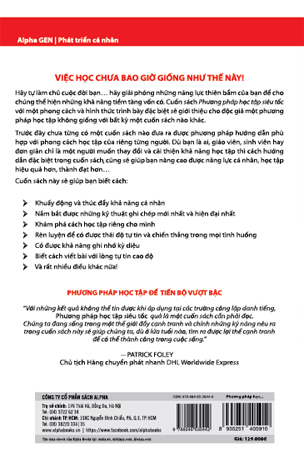 Alpha GEN | Phát triển cá nhân
VIỆC HỌC CHƯA BAO GIỜ GIỐNG NHƯ THẾ NÀY!
Hãy tự làm chủ cuộc đời bạn… hãy giải phóng những năng lực thiên bẩm của bạn để cho
chúng thể hiện những khả năng tiềm tàng vốn có. Cuốn sách Phương pháp học tập siêu tốc
với một phong cách và hình thức trình bày đặc biệt sẽ giới thiệu cho độc giả một phương
pháp học tập không giống với bất kỳ một cuốn sách nào khác.
Trước đây chưa từng có một cuốn sách nào đưa ra được phương pháp hướng dẫn phù
hợp với phong cách học tập của riêng từng người. Dù bạn là ai, giáo viên, sinh viên hay
đơn giản chỉ là một người muốn thay đổi và cải thiện khả năng học tập thì cách hướng
dẫn đặc biệt trong cuốn sách, cũng sẽ giúp bạn nâng cao được năng lực cá nhân, học tập
hiệu quả hơn, thành đạt hơn…
Cuốn sách này sẽ giúp bạn biết cách:
Khuấy động và thúc đẩy khả năng cá nhân
Nắm bắt được những kỹ thuật ghi chép mới nhất và hiện đại nhất
Khám phá cách học tập riêng cho mình
Rèn luyện để có được thái độ tự tin và chiến thắng trong mọi tình huống
Có được khả năng ghi nhớ kỳ diệu
Biết cách viết bài với lòng tự tin cao độ
Và rất nhiều điều khác nữa!
PHƯƠNG PHÁP HỌC TẬP ĐỂ TIẾN BỘ VƯỢT BẬC
“Với những kết quả không thể tin được khi áp dụng tại các trường công lập danh tiếng,
Phương pháp học tập siêu tốc quả là một cuốn sách cần phải đọc.
Chúng ta đang sống trong một thế giới đầy cạnh tranh và chính những kỹ năng nêu ra
trong cuốn sách này sẽ giúp chúng ta, dù ở lứa tuổi nào, tìm ra được lợi thế cạnh tranh
để có thể thành công trong cuộc sống.”
— PATRICK FOLEY
Chủ tịch Hãng chuyển phát nhanh DHL Worldwide Express
CÔNG TY CỔ PHẦN SÁCH ALPHA
Phương pháp học...
8 935251 405910
Giá: 129.000đ